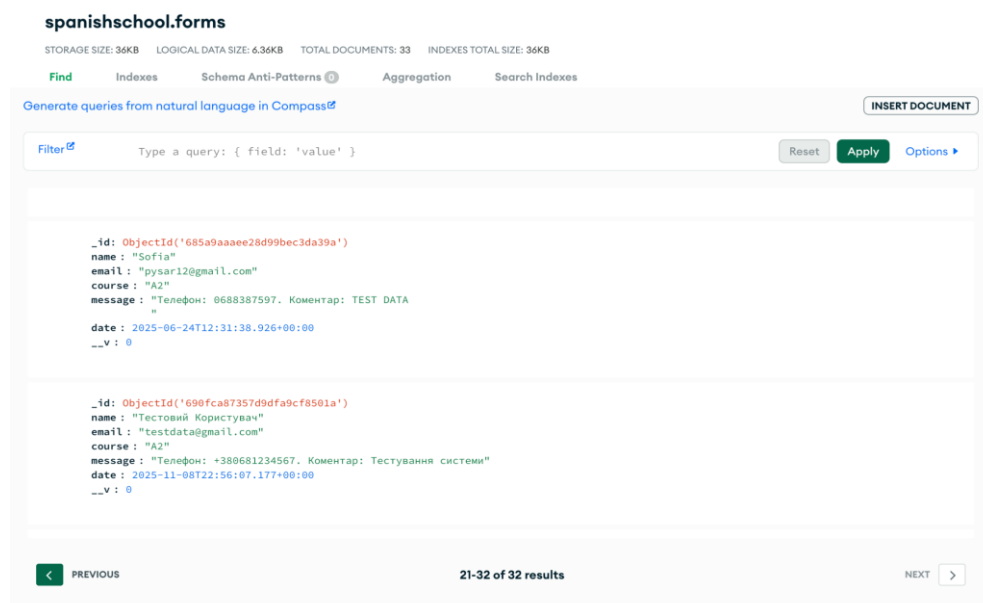 spanishschool.forms
STORAGE SIZE: 36KB LOGICAL DATA SIZE: 6.36KB TOTAL DOCUMENTS: 33 INDEXES TOTAL SIZE: 36KB
Find Indexes Schema Anti-Patterns 0 Aggregation Search Indexes
Generate queries from natural language in Compass
INSERT DOCUMENT
Filter Type a query: { field: 'value' } Reset Apply Options
_id: ObjectId('685a9aaaee28d99bec3da39a')
name : "Sofia"
email : "pysar12@gmail.com"
course : "A2"
message : "Телефон: 0688387597. Коментар: TEST DATA
"
date : 2025-06-24T12:31:38.926+00:00
__v : 0
_id: ObjectId('690fca87357d9dfa9cf8501a')
name : "Тестовий Користувач"
email : "testdata@gmail.com"
course : "A2"
message : "Телефон: +380681234567. Коментар: Тестування системи"
date : 2025-11-08T22:56:07.177+00:00
__v : 0
PREVIOUS 21-32 of 32 results NEXT